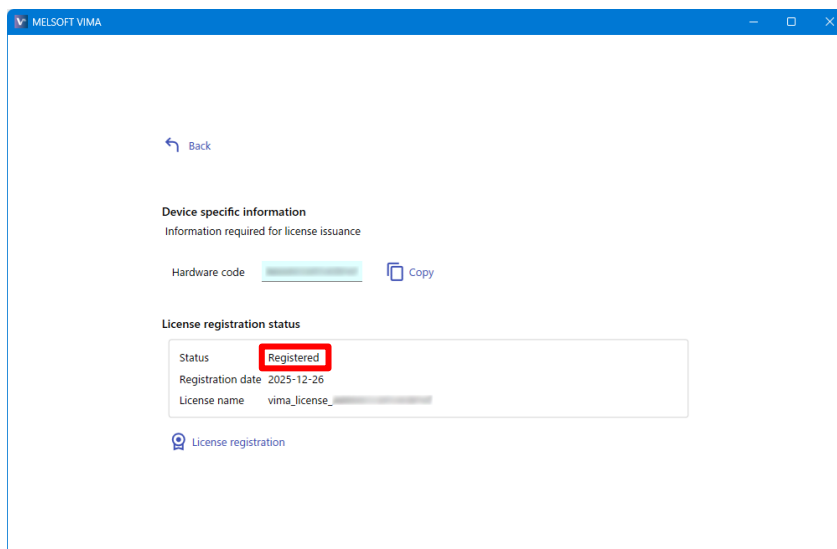 MELSOFT VIMA
Back
Device specific information
Information required for license issuance
Hardware code
Copy
License registration status
Status Registered
Registration date 2025-12-26
License name vima_license_
License registration